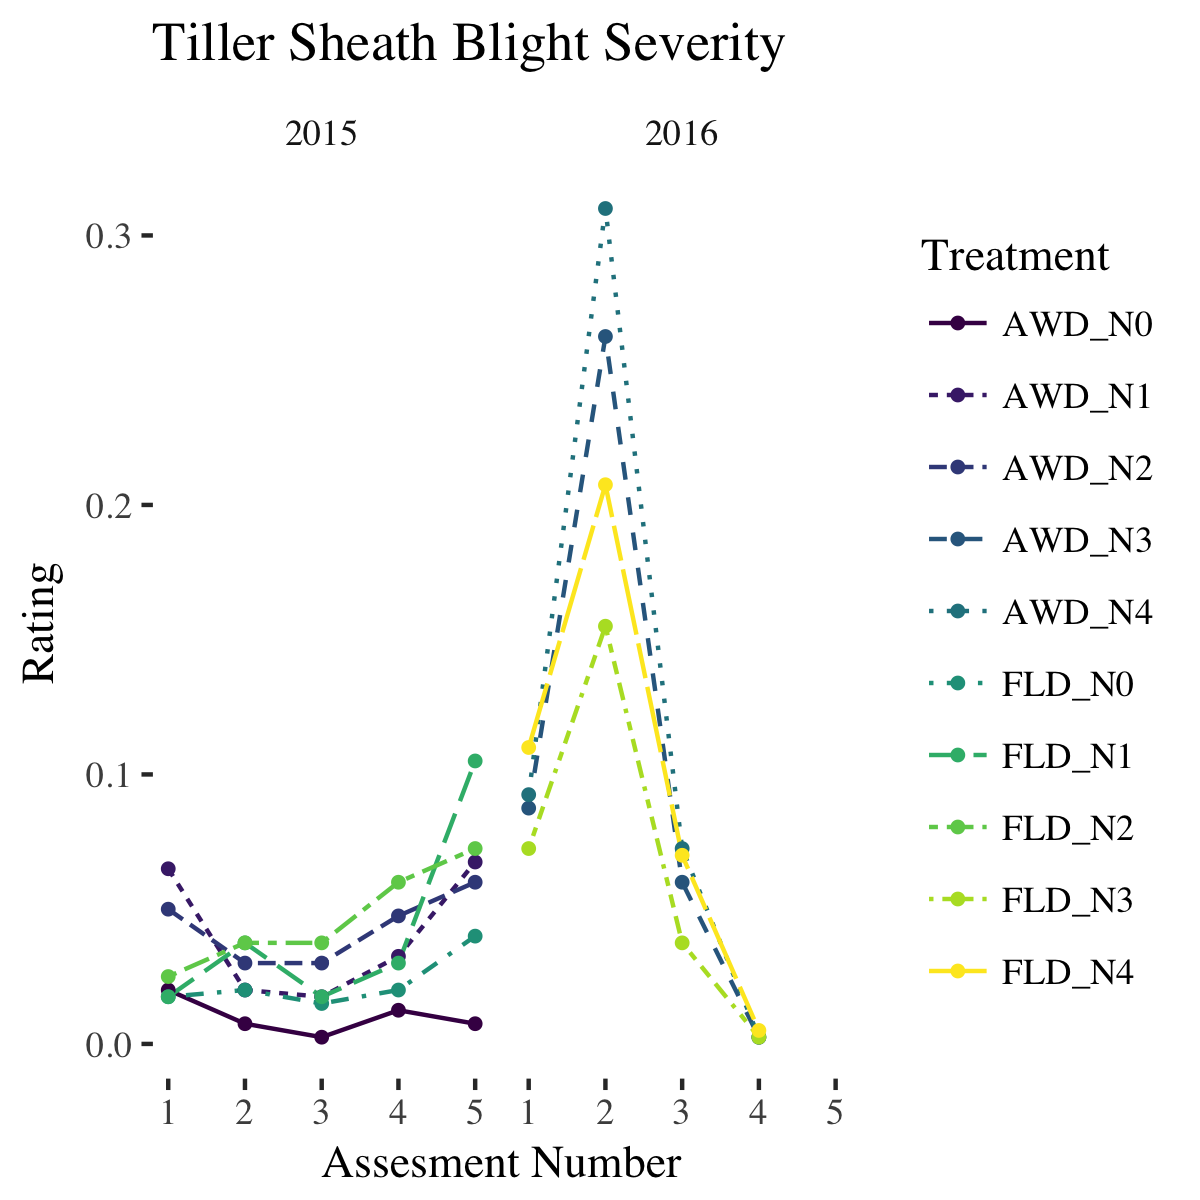 Tiller Sheath Blight Severity
2015 2016
0.3
0.2
0.1
0.0
Rating
1 2 3 4 5 1 2 3 4 5
Assesment Number
Treatment
AWD_N0
AWD_N1
AWD_N2
AWD_N3
AWD_N4
FLD_N0
FLD_N1
FLD_N2
FLD_N3
FLD_N4